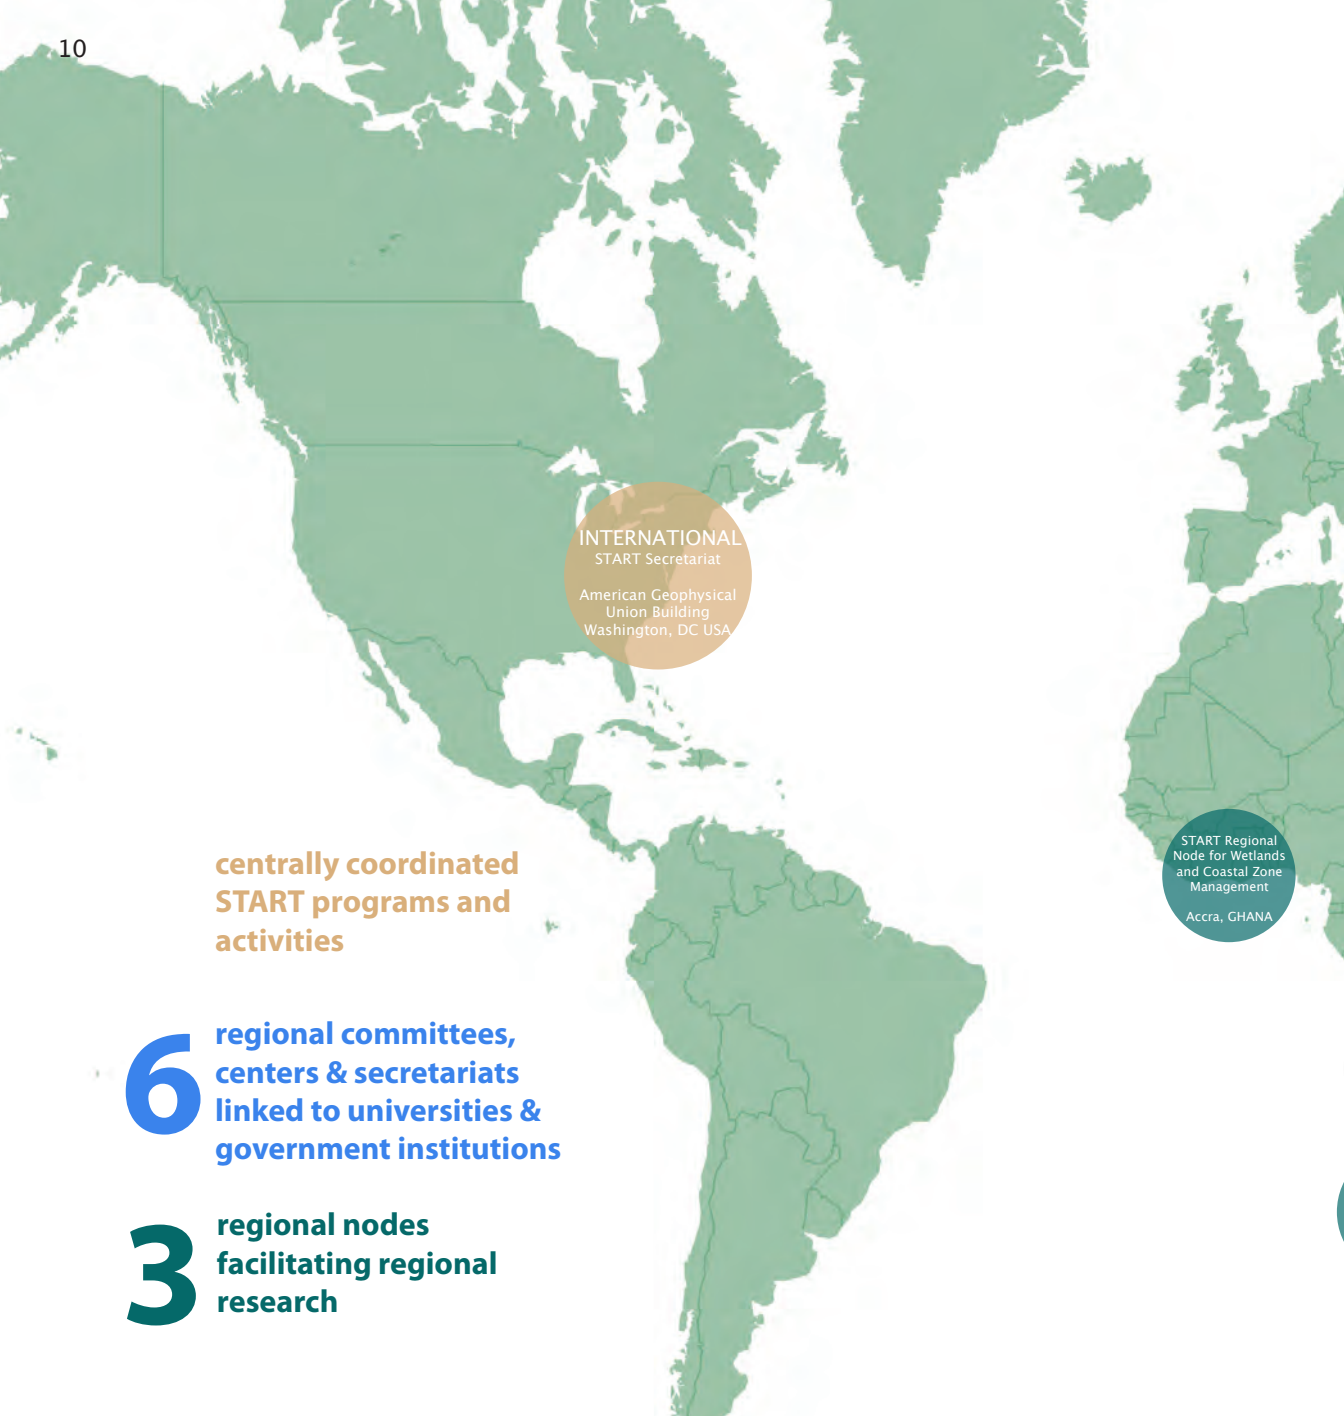 10
INTERNATIONAL
START Secretariat
American Geophysical
Union Building
Washington, DC USA
START Regional
Node for Wetlands
and Coastal Zone
Management
Accra, GHANA
centrally coordinated
START programs and
activities
6
regional committees,
centers & secretariats
linked to universities &
government institutions
3
regional nodes
facilitating regional
research